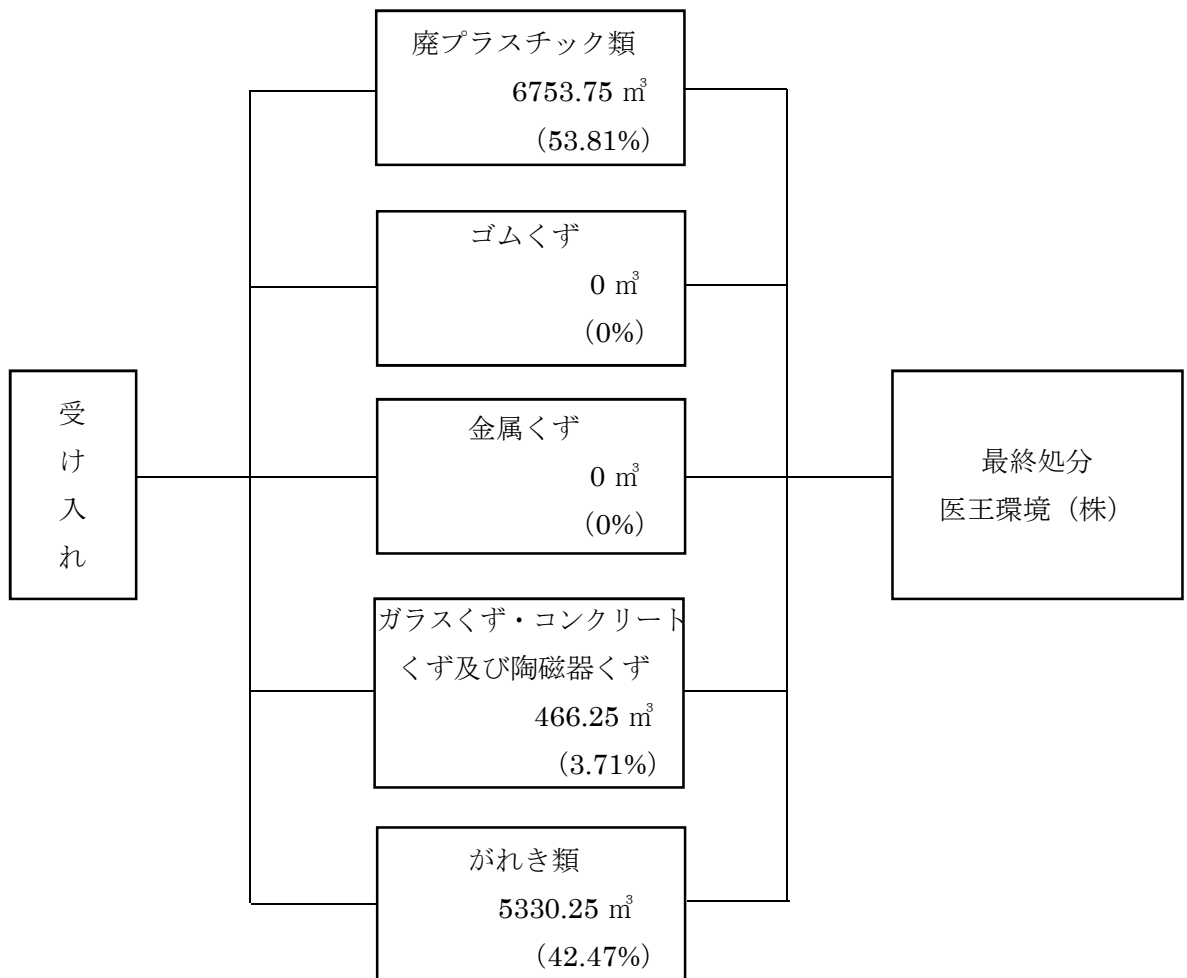 廃プラスチック類
6753.75 ㎥
（53.81%）
ゴムくず
0 ㎥
（0%）
受け入れ
金属くず
0 ㎥
（0%）
最終処分
医王環境（株）
ガラスくず・コンクリート
くず及び陶磁器くず
466.25 ㎥
（3.71%）
がれき類
5330.25 ㎥
（42.47%）